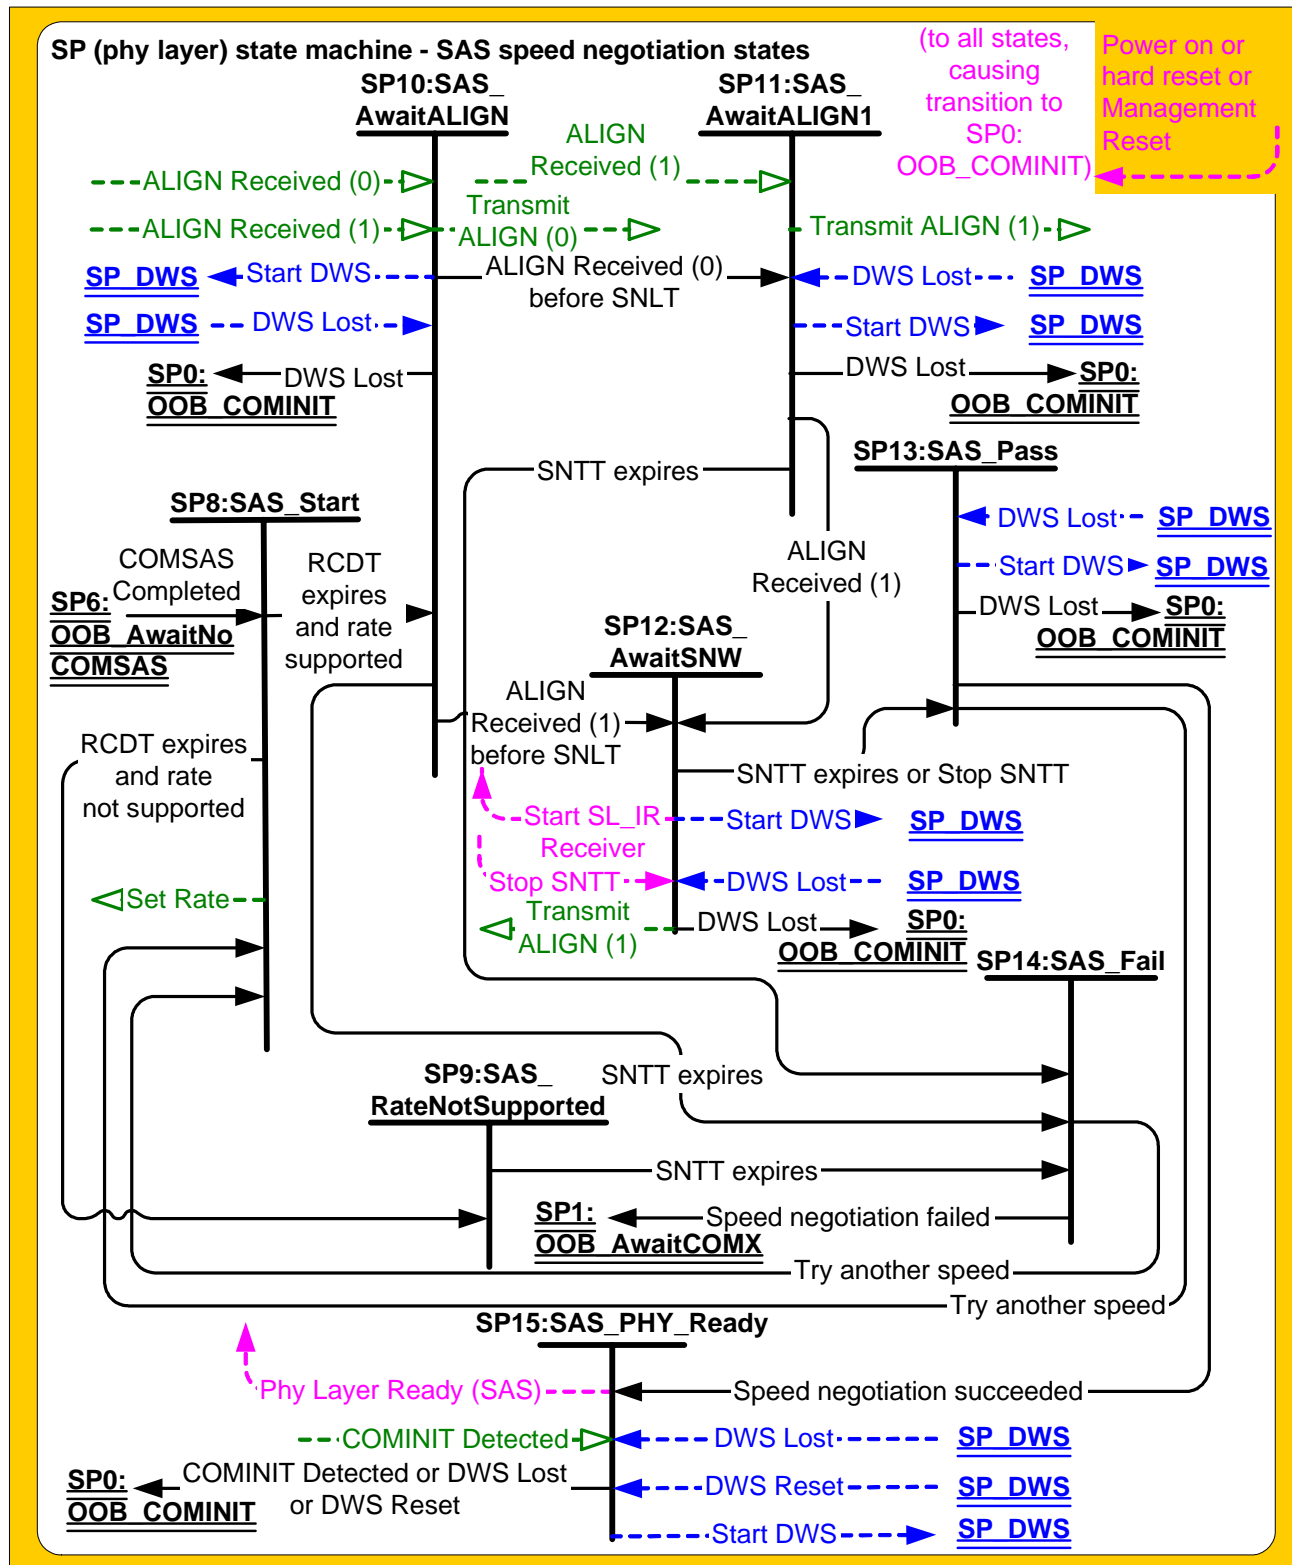 SP (phy layer) state machine - SAS speed negotiation states
(to all states,
causing
transition to
SP0:
OOB_COMINIT)
Power on or
hard reset or
Management
Reset
SP10:SAS_
AwaitALIGN
SP11:SAS_
AwaitALIGN1
ALIGN Received (0)
ALIGN
Received (1)
ALIGN Received (1)
Transmit
ALIGN (0)
Transmit ALIGN (1)
SP_DWS
Start DWS
ALIGN Received (0)
before SNLT
DWS Lost
SP_DWS
SP_DWS
DWS Lost
Start DWS
SP_DWS
SP0:
OOB_COMINIT
DWS Lost
DWS Lost
SP0:
OOB_COMINIT
SP13:SAS_Pass
SNTT expires
SP8:SAS_Start
DWS Lost
SP_DWS
Start DWS
SP_DWS
DWS Lost
SP0:
OOB_COMINIT
COMSAS
Completed
SP6:
OOB_AwaitNo
COMSAS
RCDT
expires
and rate
supported
ALIGN
Received (1)
SP12:SAS_
AwaitSNW
ALIGN
Received (1)
before SNLT
RCDT expires
and rate
not supported
SNTT expires or Stop SNTT
Start SL_IR
Receiver
Start DWS
SP_DWS
Stop SNTT
DWS Lost
SP_DWS
Set Rate
Transmit
ALIGN (1)
DWS Lost
SP0:
OOB_COMINIT
SP14:SAS_Fail
SP9:SAS_
RateNotSupported
SNTT expires
SNTT expires
SP1:
OOB_AwaitCOMX
Speed negotiation failed
Try another speed
Try another speed
SP15:SAS_PHY_Ready
Phy Layer Ready (SAS)
Speed negotiation succeeded
COMINIT Detected
DWS Lost
SP_DWS
SP0:
OOB_COMINIT
COMINIT Detected or DWS Lost
or DWS Reset
DWS Reset
SP_DWS
Start DWS
SP_DWS